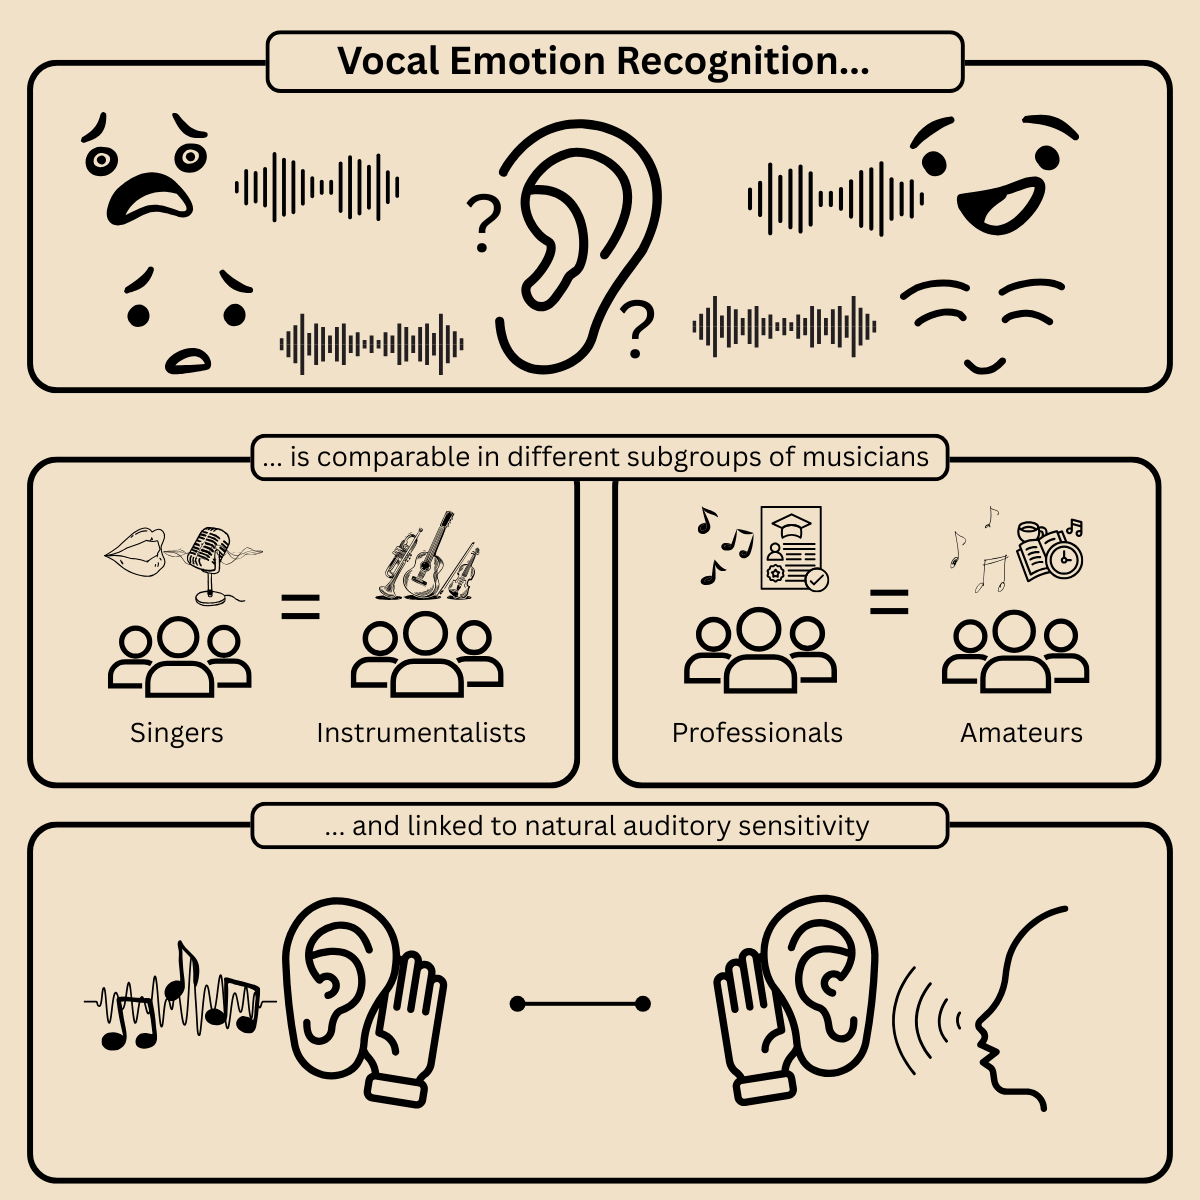 Vocal Emotion Recognition...
?
?
... is comparable in different subgroups of musicians
=
=
Singers
Instrumentalists
Professionals
Amateurs
... and linked to natural auditory sensitivity